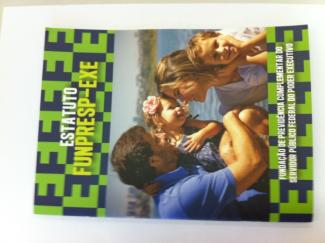 ESTATUTO
FUNPRESP-EXE
FUNDAÇÃO DE PREVIDÊNCIA COMPLEMENTAR DO
SERVIDOR PÚBLICO FEDERAL DO PODER EXECUTIVO